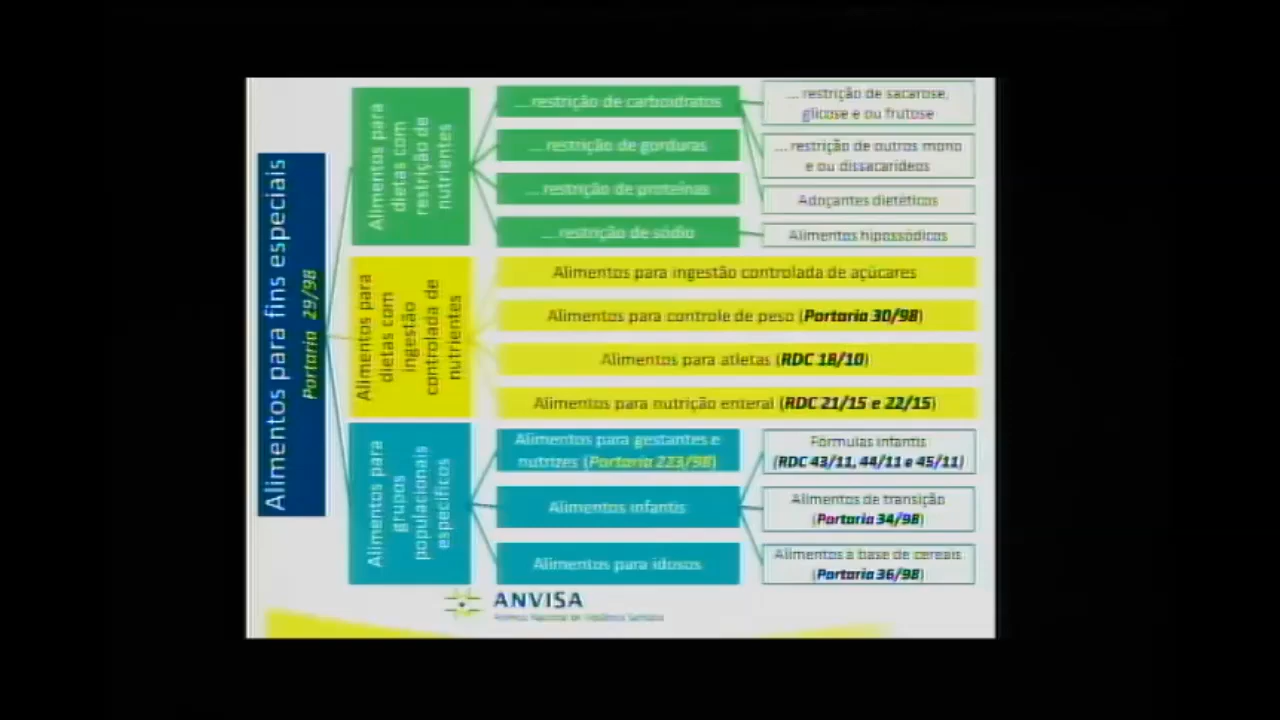 Alimentos para fins especiais
Portaria 29/98
Alimentos para
dietas com
restrição de
nutrientes
... restrição de carboidratos
... restrição de gorduras
... restrição de proteínas
... restrição de sódio
... restrição de sacarose,
glicose e ou frutose
... restrição de outros mono
e ou dissacarídeos
Adoçantes dietéticos
Alimentos hipossódicos
Alimentos para
dietas com
ingestão
controlada de
nutrientes
Alimentos para ingestão controlada de açúcares
Alimentos para controle de peso (Portaria 30/98)
Alimentos para atletas (RDC 18/10)
Alimentos para nutrição enteral (RDC 21/15 e 22/15)
Alimentos para
grupos
populacionais
específicos
Alimentos para gestantes e
nutrizes (Portaria 223/98)
Alimentos infantis
Alimentos para idosos
Fórmulas infantis
(RDC 43/11, 44/11 e 45/11)
Alimentos de transição
(Portaria 34/98)
Alimentos à base de cereais
(Portaria 36/98)
ANVISA
Agência Nacional de Vigilância Sanitária